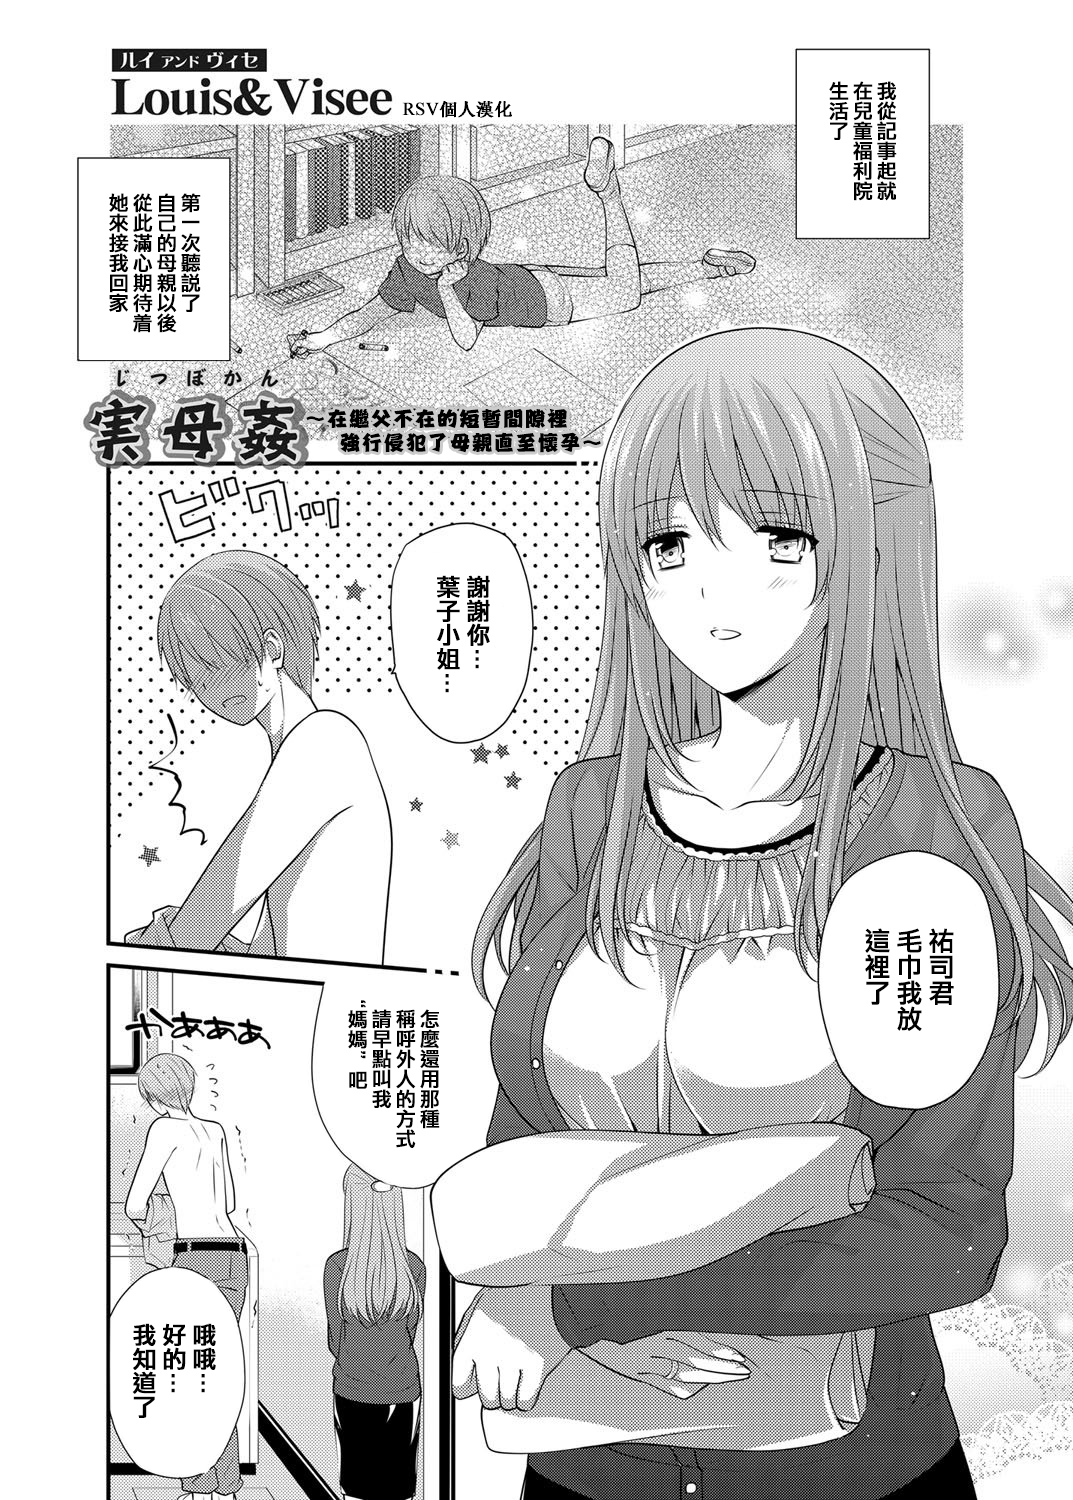 ルイ アンド ヴィセ
Louis&Visee RSV個人漢化
我從記事起就
在兒童福利院
生活了
第一次聽説了
自己的母親以後
從此滿心期待着
她來接我回家
じつぼかん
実母姦
～在繼父不在的短暫間隙裡
強行侵犯了母親直至懷孕～
ビクッ
謝謝你…
葉子小姐…
祐司君
毛巾我放
這裡了
怎麼還用那種
稱呼外人的方式
請早點叫我
“媽媽”吧
かあああ
哦哦…
好的…
我知道了